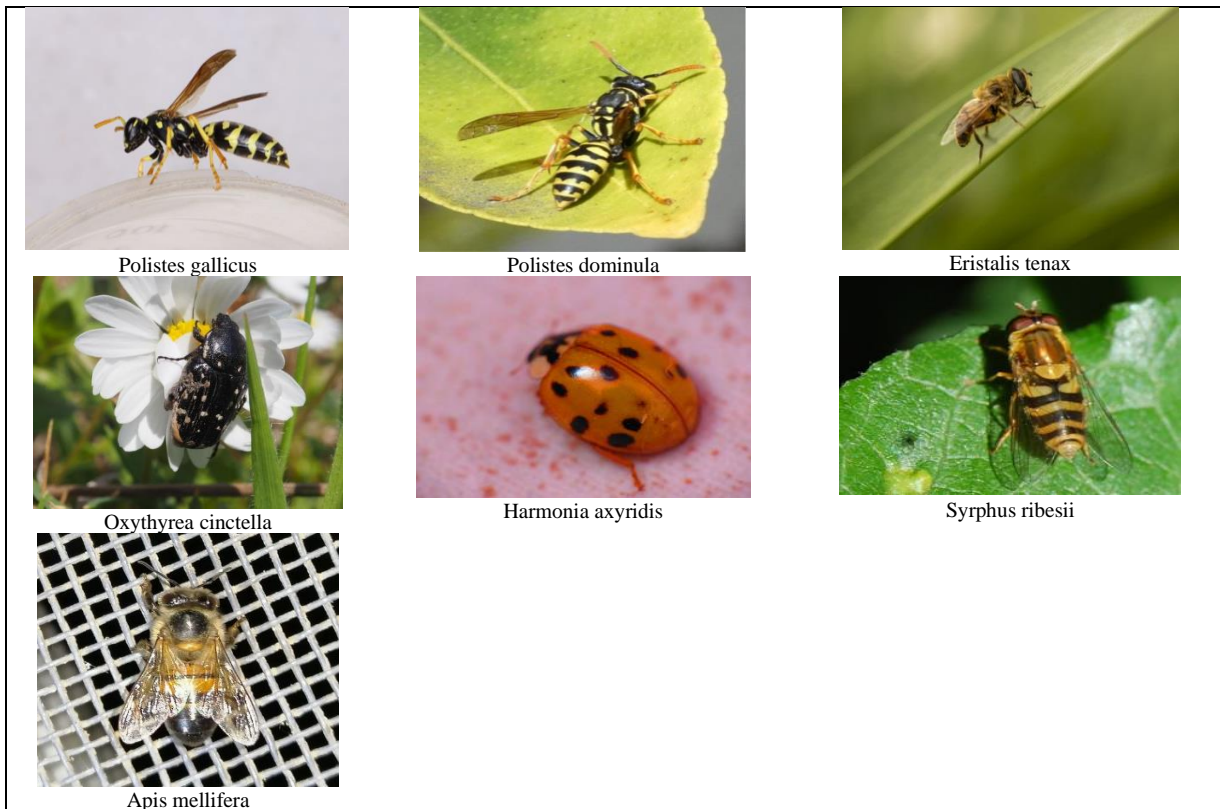 Polistes gallicus
Polistes dominula
Eristalis tenax
Oxythyrea cinctella
Harmonia axyridis
Syrphus ribesii
Apis mellifera